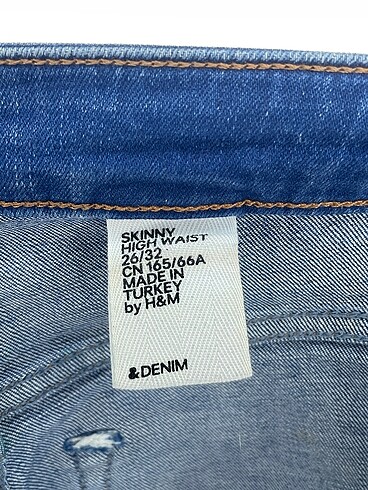 SKINNY
HIGH WAIST
26/32
CN 165/66A
MADE IN
TURKEY
by H&M
&DENIM